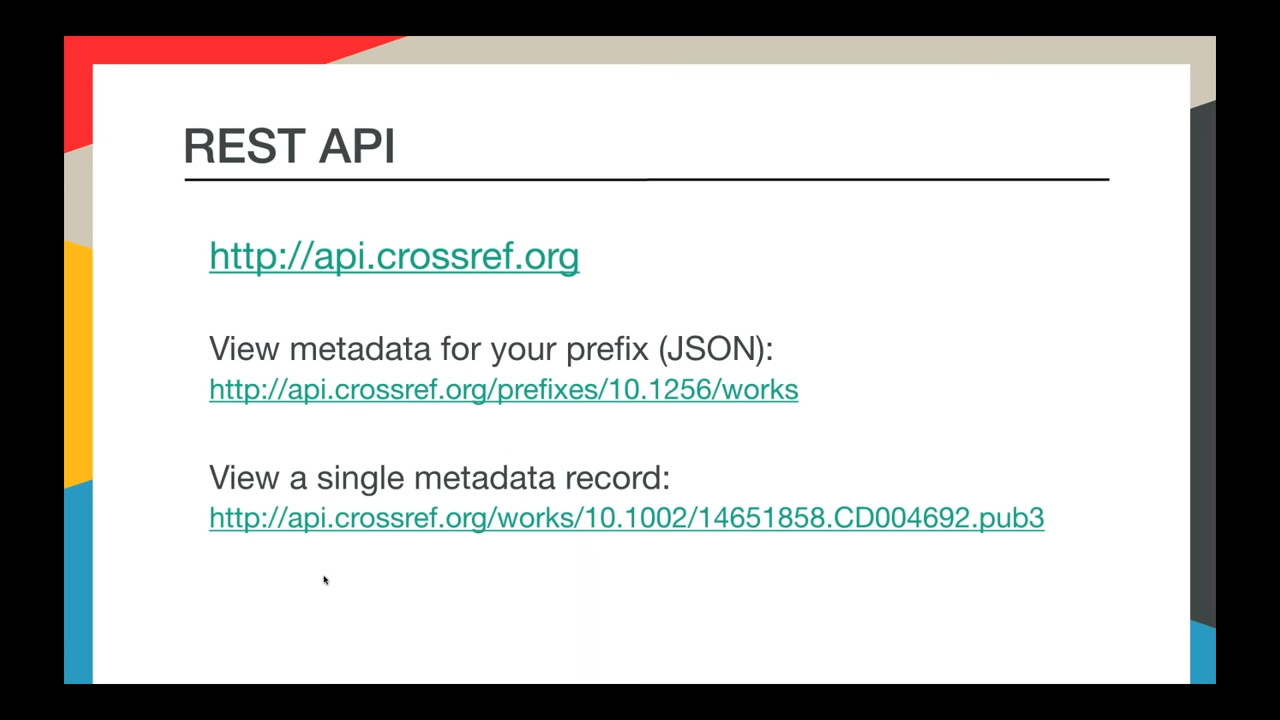 REST API
http://api.crossref.org
View metadata for your prefix (JSON):
http://api.crossref.org/prefixes/10.1256/works
View a single metadata record:
http://api.crossref.org/works/10.1002/14651858.CD004692.pub3